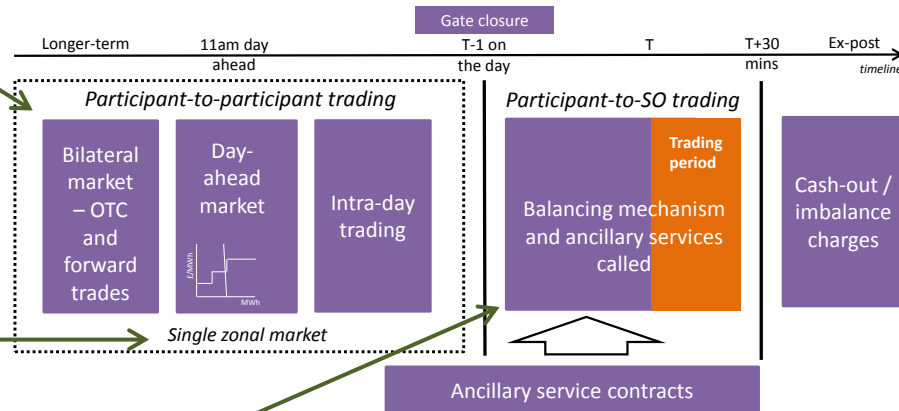 Gate closure
Longer-term
11am day
ahead
T-1 on
the day
T
T+30
mins
Ex-post
timeline
Participant-to-participant trading
Participant-to-SO trading
Bilateral
market
– OTC
and
forward
trades
Day-
ahead
market
£/MWh
MWh
Intra-day
trading
Trading
period
Balancing mechanism
and ancillary services
called
Cash-out /
imbalance
charges
Single zonal market
Ancillary service contracts